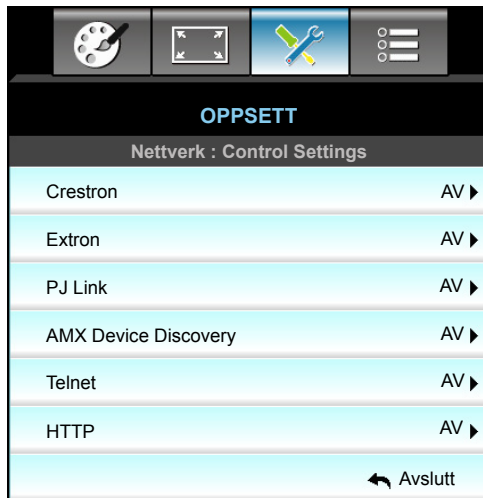 OPPSETT
Nettverk : Control Settings
Crestron AV
Extron AV
PJ Link AV
AMX Device Discovery AV
Telnet AV
HTTP AV
Avslutt